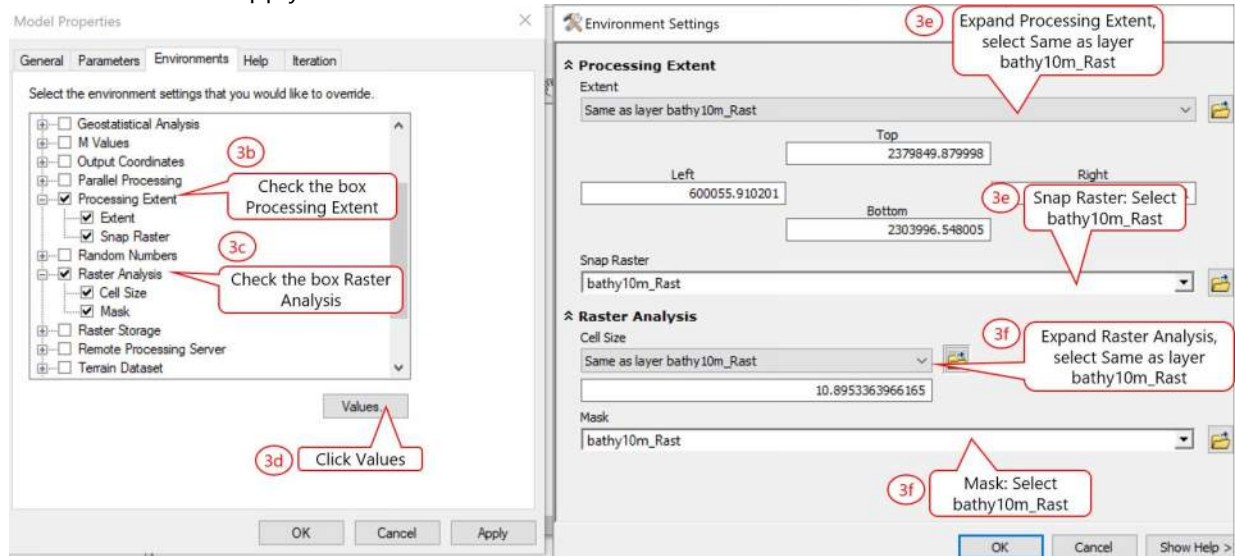 Apply
Model Properties
General Parameters Environments Help Iteration
Select the environment settings that you would like to override.
Geostatistical Analysis
M Values
Output Coordinates
Parallel Processing
Processing Extent
Extent
Snap Raster
Random Numbers
Raster Analysis
Cell Size
Mask
Raster Storage
Remote Processing Server
Terrain Dataset
3b
Check the box
Processing Extent
3c
Check the box Raster
Analysis
Values...
3d
Click Values
OK Cancel Apply
Environment Settings
3e
Expand Processing Extent,
select Same as layer
bathy10m_Rast
Processing Extent
Extent
Same as layer bathy10m_Rast
Top
2379849.879998
Left
600055.910201
Right
Bottom
2303996.548005
3e
Snap Raster: Select
bathy10m_Rast
Snap Raster
bathy10m_Rast
Raster Analysis
Cell Size
Same as layer bathy10m_Rast
10.8953363966165
3f
Expand Raster Analysis,
select Same as layer
bathy10m_Rast
Mask
bathy10m_Rast
3f
Mask: Select
bathy10m_Rast
OK Cancel Show Help >